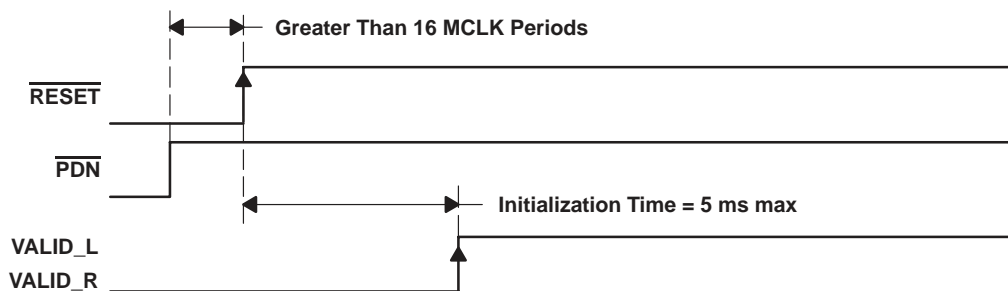 Greater Than 16 MCLK Periods
RESET
PDN
Initialization Time = 5 ms max
VALID_L
VALID_R